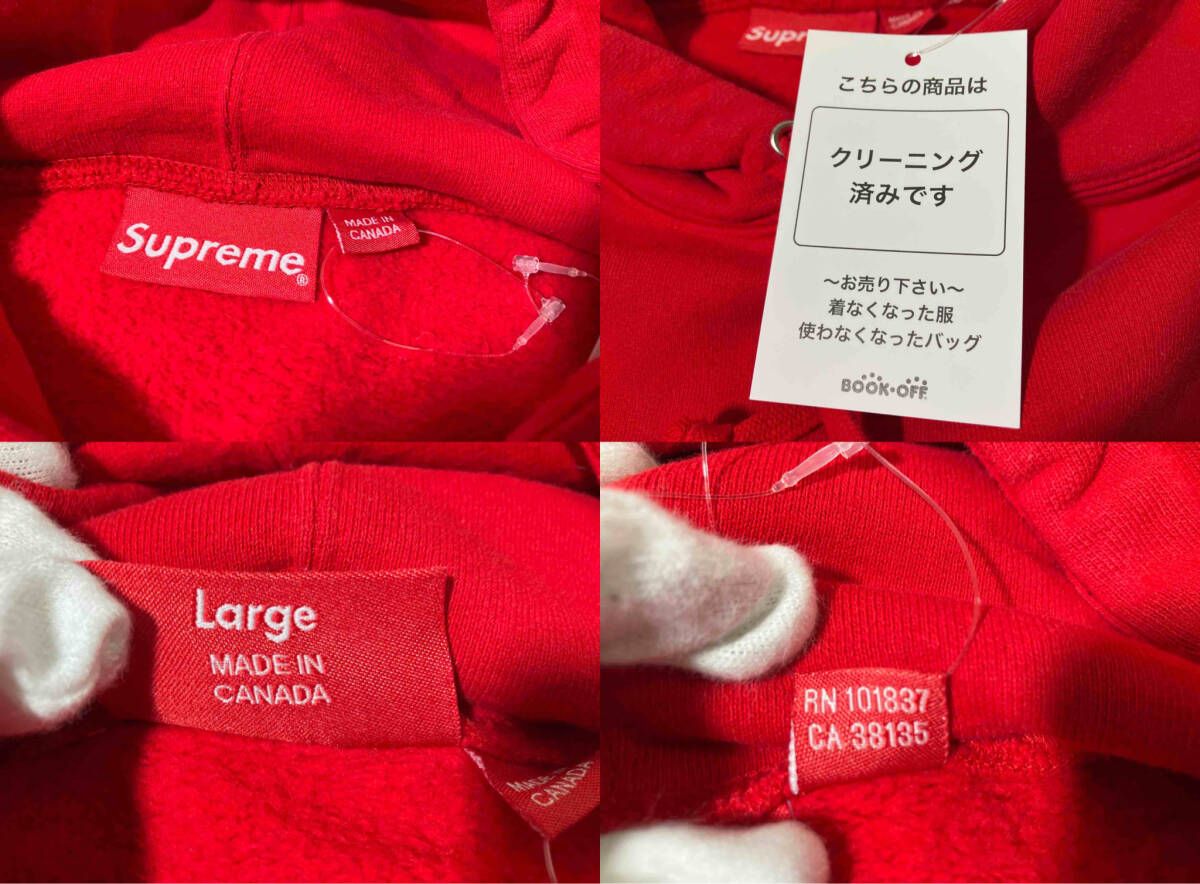 Supreme®
MADE IN
CANADA
Supr
MADE IN
こちらの商品は
クリーニング
済みです
〜お売り下さい〜
着なくなった服
使わなくなったバッグ
BOOK・OFF
Large
MADE IN
CANADA
MADE IN
CANADA
RN 101837
CA 38135